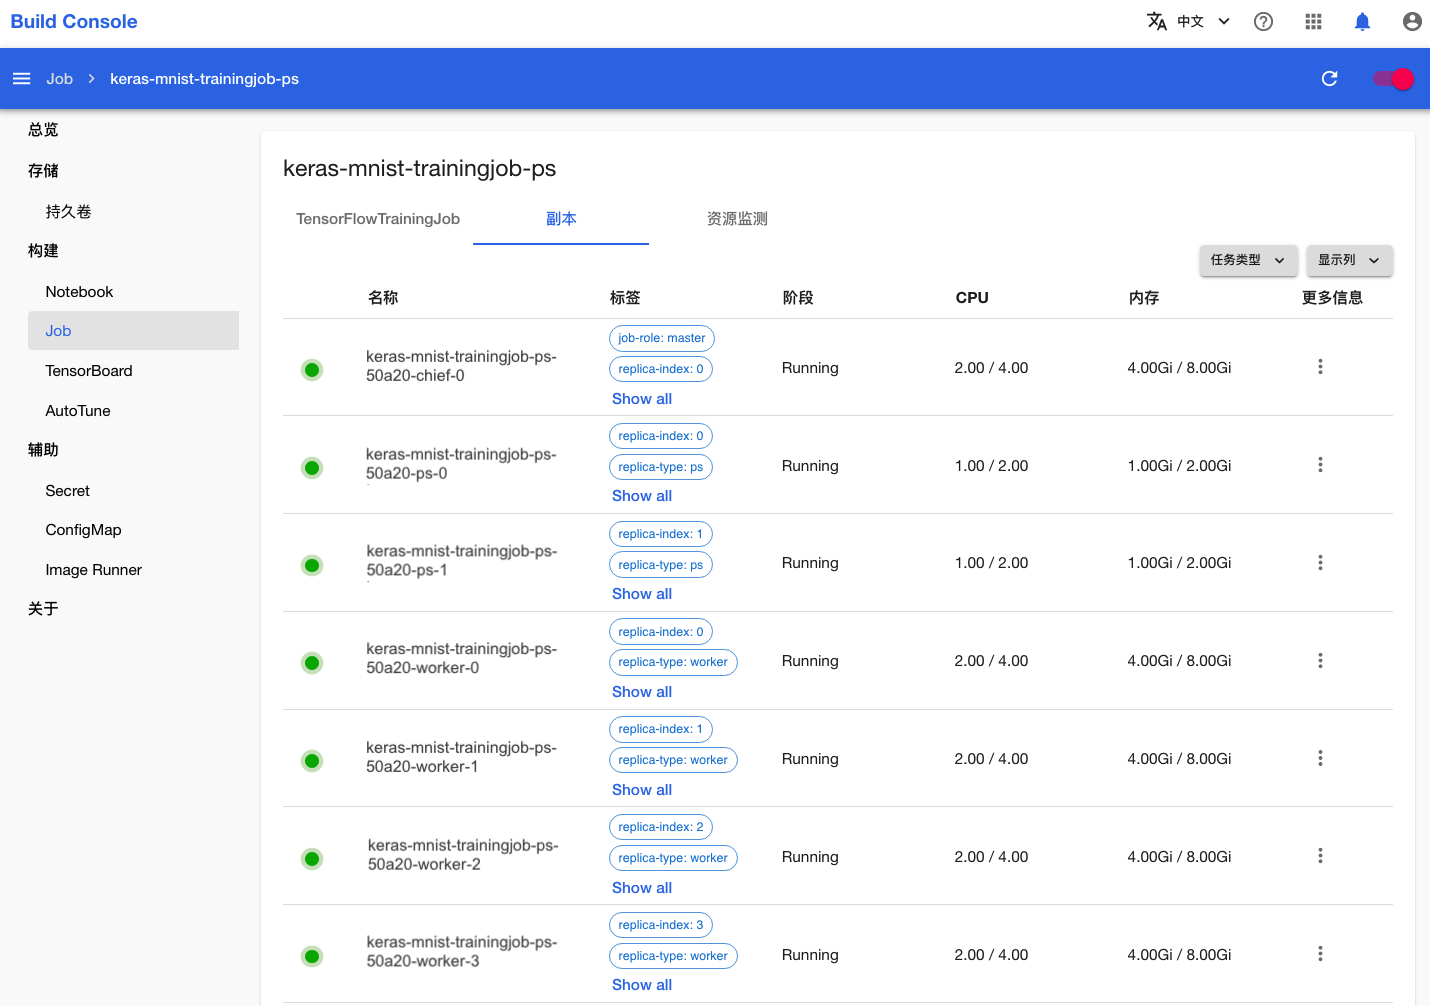 Build Console
中文
Job
keras-mnist-trainingjob-ps
总览
存储
持久卷
构建
Notebook
Job
TensorBoard
AutoTune
辅助
Secret
ConfigMap
Image Runner
关于
keras-mnist-trainingjob-ps
TensorFlowTrainingJob
副本
资源监测
任务类型
显示列
名称
标签
阶段
CPU
内存
更多信息
keras-mnist-trainingjob-ps-
50a20-chief-0
job-role: master
replica-index: 0
Show all
Running
2.00 / 4.00
4.00Gi / 8.00Gi
keras-mnist-trainingjob-ps-
50a20-ps-0
replica-index: 0
replica-type: ps
Show all
Running
1.00 / 2.00
1.00Gi / 2.00Gi
keras-mnist-trainingjob-ps-
50a20-ps-1
replica-index: 1
replica-type: ps
Show all
Running
1.00 / 2.00
1.00Gi / 2.00Gi
keras-mnist-trainingjob-ps-
50a20-worker-0
replica-index: 0
replica-type: worker
Show all
Running
2.00 / 4.00
4.00Gi / 8.00Gi
keras-mnist-trainingjob-ps-
50a20-worker-1
replica-index: 1
replica-type: worker
Show all
Running
2.00 / 4.00
4.00Gi / 8.00Gi
keras-mnist-trainingjob-ps-
50a20-worker-2
replica-index: 2
replica-type: worker
Show all
Running
2.00 / 4.00
4.00Gi / 8.00Gi
keras-mnist-trainingjob-ps-
50a20-worker-3
replica-index: 3
replica-type: worker
Show all
Running
2.00 / 4.00
4.00Gi / 8.00Gi